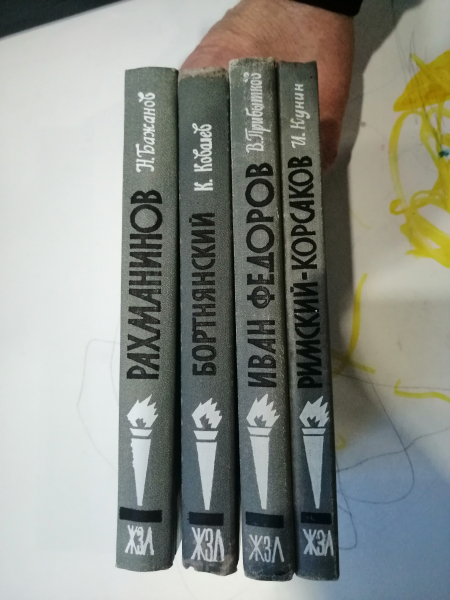 Н. Бажанов
РАХМАНИНОВ
ЖЗЛ
К. Ковалев
БОРТНЯНСКИЙ
ЖЗЛ
В. Прибытков
ИВАН ФЕДОРОВ
ЖЗЛ
И. Кунин
РИМСКИЙ-КОРСАКОВ
ЖЗЛ